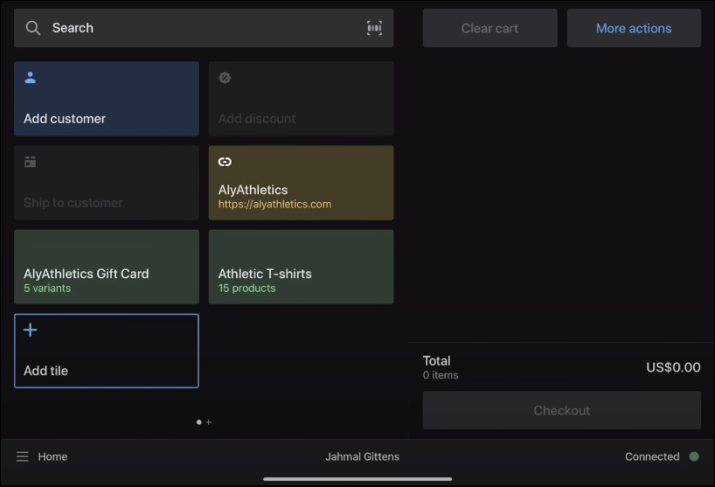 Search
Clear cart
More actions
Add customer
Add discount
Ship to customer
AlyAthletics
https://alyathletics.com
AlyAthletics Gift Card
5 variants
Athletic T-shirts
15 products
Add tile
Total
0 items
US$0.00
Checkout
Home
Jahmal Gittens
Connected